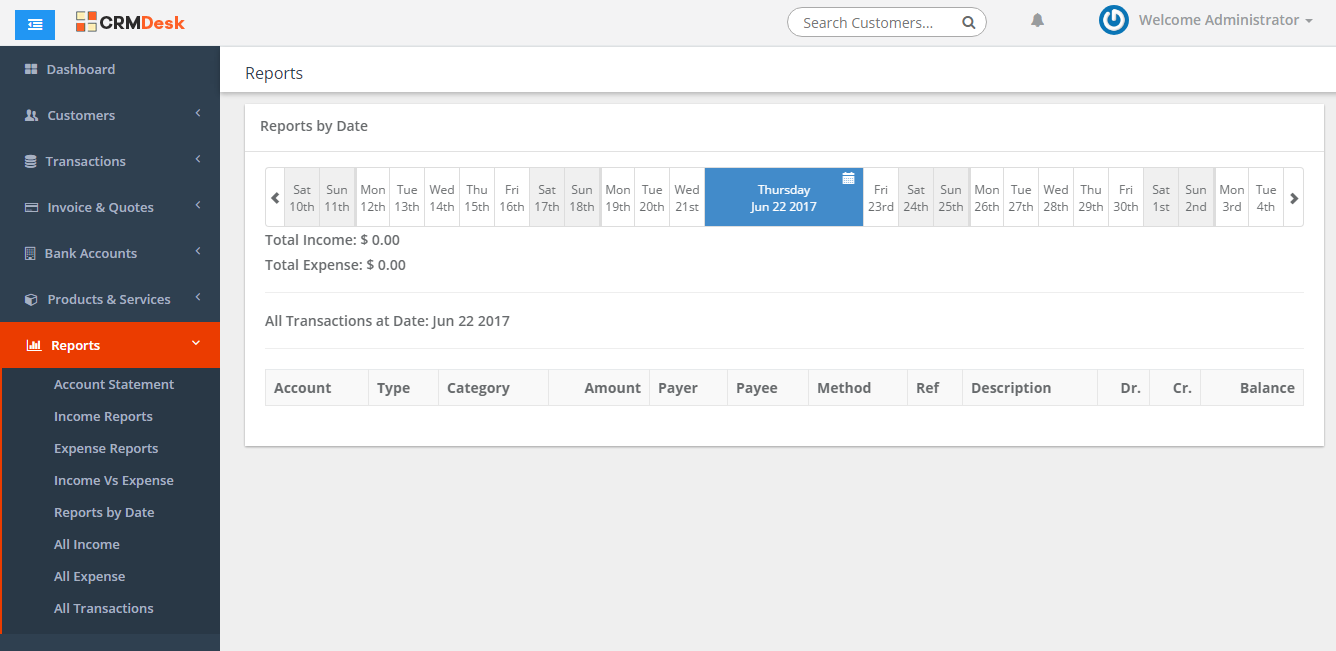 CRMDesk
Search Customers...
Welcome Administrator
Dashboard
Customers
Transactions
Invoice & Quotes
Bank Accounts
Products & Services
Reports
Account Statement
Income Reports
Expense Reports
Income Vs Expense
Reports by Date
All Income
All Expense
All Transactions
Reports
Reports by Date
Sat Sun Mon Tue Wed Thu Fri Sat Sun Mon Tue Wed Thursday Fri Sat Sun Mon Tue Wed Thu Fri Sat Sun Mon Tue
10th 11th 12th 13th 14th 15th 16th 17th 18th 19th 20th 21st Jun 22 2017 23rd 24th 25th 26th 27th 28th 29th 30th 1st 2nd 3rd 4th
Total Income: $ 0.00
Total Expense: $ 0.00
All Transactions at Date: Jun 22 2017
Account Type Category Amount Payer Payee Method Ref Description Dr. Cr. Balance